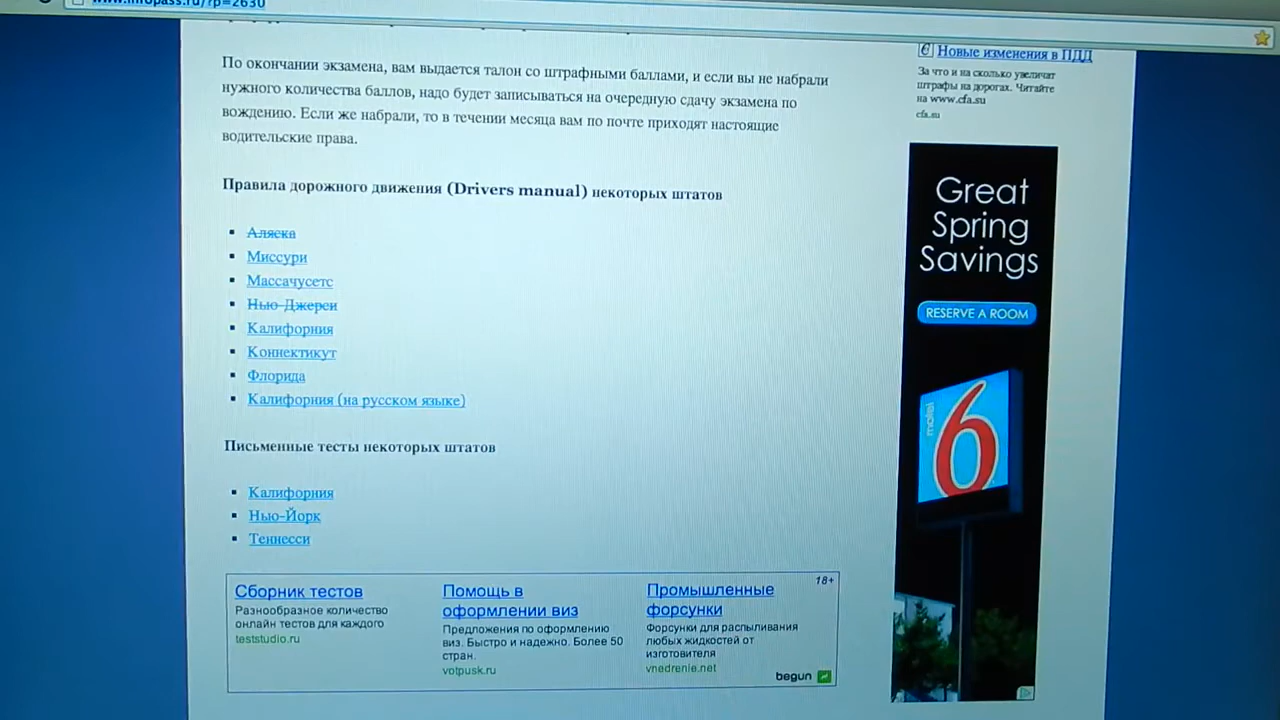 www.infopass.ru/?p=2630
По окончании экзамена, вам выдается талон со штрафными баллами, и если вы не набрали
нужного количества баллов, надо будет записываться на очередную сдачу экзамена по
вождению. Если же набрали, то в течении месяца вам по почте приходят настоящие
водительские права.
Правила дорожного движения (Drivers manual) некоторых штатов
Аляска
Миссури
Массачусетс
Нью-Джерси
Калифорния
Коннектикут
Флорида
Калифорния (на русском языке)
Письменные тесты некоторых штатов
Калифорния
Нью-Йорк
Теннесси
Сборник тестов
Разнообразное количество
онлайн тестов для каждого
teststudio.ru
Помощь в
оформлении виз
Предложения по оформлению
виз. Быстро и надежно. Более 50
стран.
votpusk.ru
Промышленные
форсунки
Форсунки для распыливания
любых жидкостей от
изготовителя
vnedrenie.net
18+
begun
Новые изменения в ПДД
За что и на сколько увеличат
штрафы на дорогах. Читайте
на www.cfa.su
cfa.su
Great
Spring
Savings
RESERVE A ROOM
motel
6